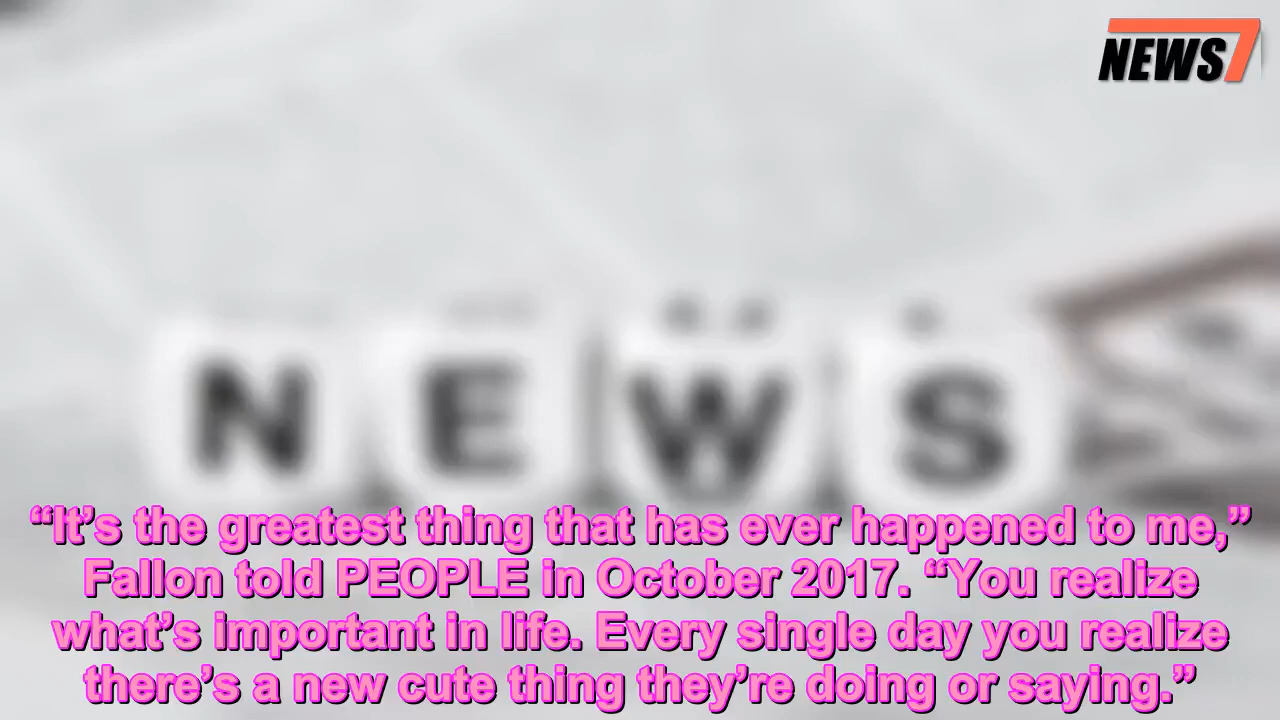 NEWS7
NEWS
“It’s the greatest thing that has ever happened to me,”
Fallon told PEOPLE in October 2017. “You realize
what’s important in life. Every single day you realize
there’s a new cute thing they’re doing or saying.”